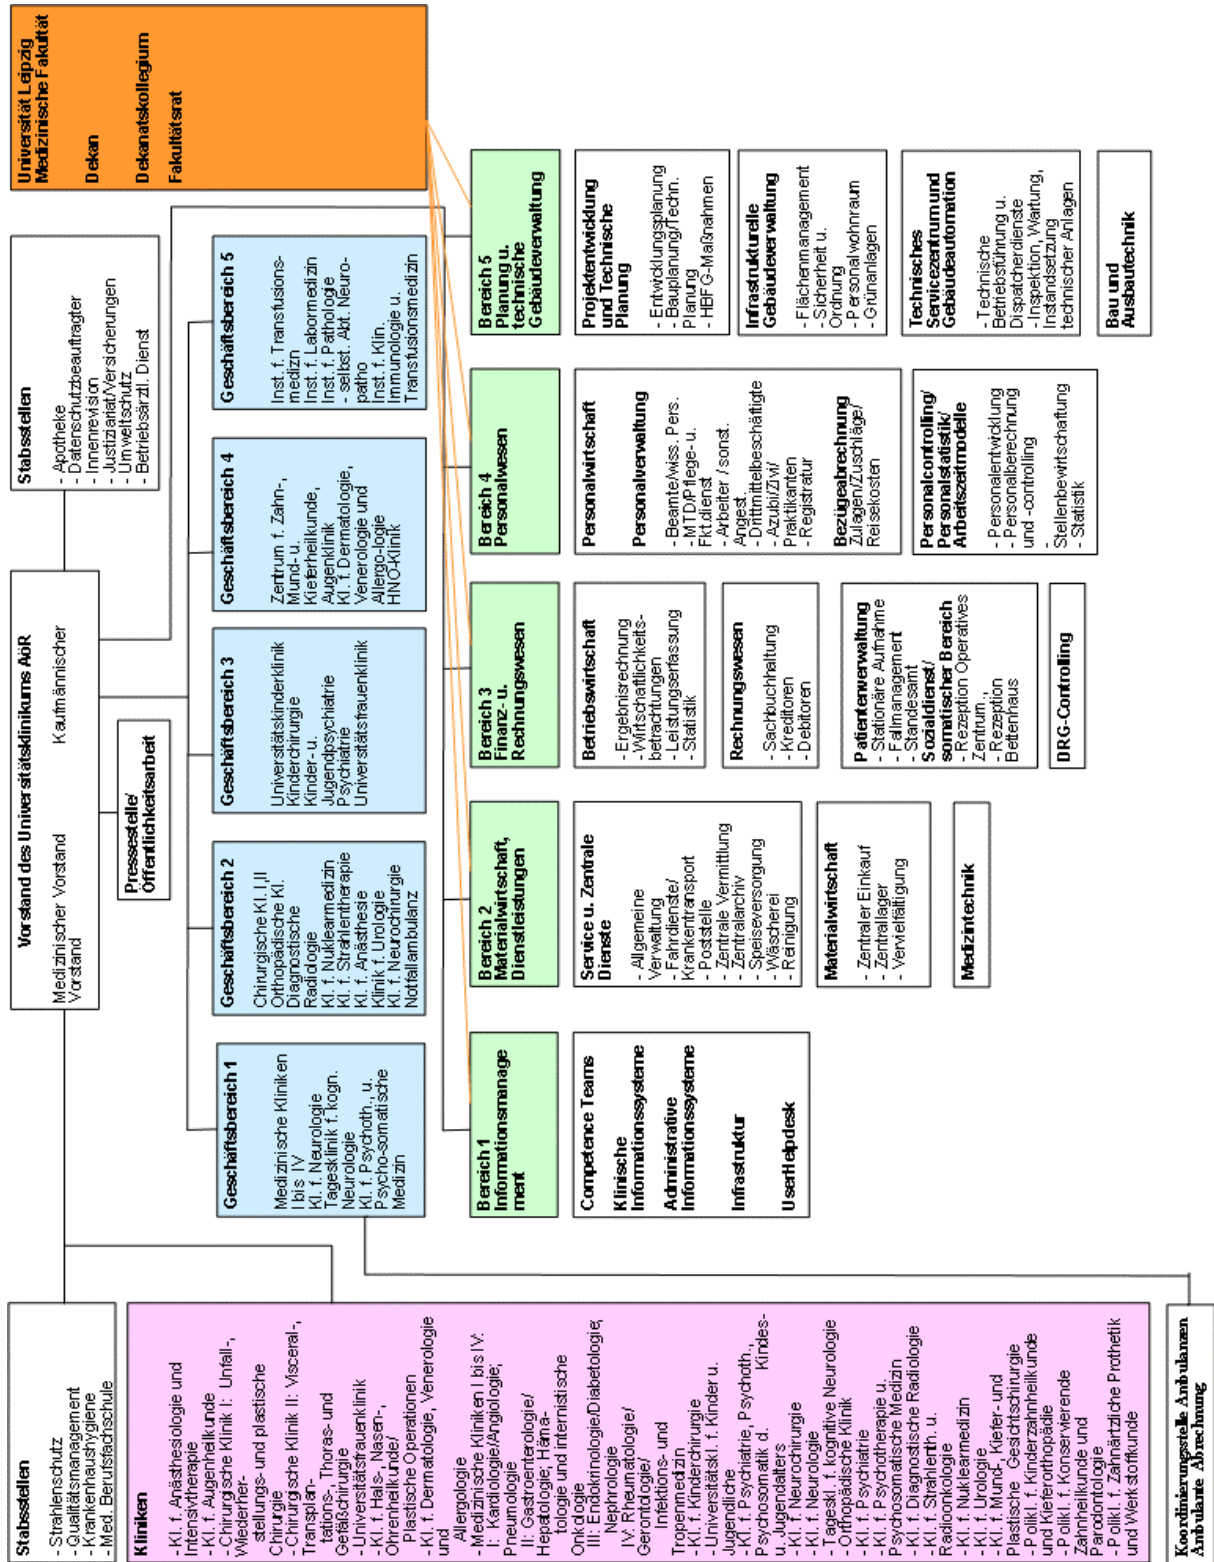 Universität Leipzig
Medizinische Fakultät
Dekan
Dekanatskollegium
Fakultätsrat
Vorstand des Universitätsklinikums AöR
Medizinischer Vorstand Kaufmännischer
Vorstand
Pressestelle/
Öffentlichkeitsarbeit
Stabsstellen
- Strahlenschutz
- Qualitätsmanagement
- Krankenhaushygiene
- Med. Berufsfachschule
Stabsstellen
- Apotheke
- Datenschutzbeauftragter
- Innenrevision
- Justiziariat/Versicherungen
- Umweltschutz
- Betriebsärztl. Dienst
Kliniken
- Kl. f. Anästhesiologie und
Intensivtherapie
- Kl. f. Augenheilkunde
- Chirurgische Klinik I: Unfall-,
Wiederher-
stellungs- und plastische
Chirurgie
- Chirurgische Klinik II: Visceral-,
Transplan-
tations-, Thorax- und
Gefäßchirurgie
- Universitätsfrauenklinik
- Kl. f. Hals-, Nasen-,
Ohrenheilkunde/
Plastische Operationen
- Kl. f. Dermatologie, Venerologie
und
Allergologie
-Medizinische Kliniken I bis IV:
I: Kardiologie/Angiologie;
Pneumologie
II: Gastroenterologie/
Hepatologie; Häma-
tologie und internistische
Onkologie
III: Endokrinologie/Diabetologie;
Nephrologie
IV: Rheumatologie/
Gerontologie/
Infektions- und
Tropenmedizin
- Kl. f. Kinderchirurgie
- Universitätskl. f. Kinder u.
Jugendliche
- Kl. f. Psychiatrie, Psychoth.,
Psychosomatik d. Kindes-
u. Jugendalters
- Kl. f. Neurochirurgie
- Kl. f. Neurologie
- Tageskl. f. kognitive Neurologie
- Orthopädische Klinik
- Kl. f. Psychiatrie
- Kl. f. Psychotherapie u.
Psychosomatische Medizin
- Kl. f. Diagnostische Radiologie
- Kl. f. Strahlenth. u.
Radioonkologie
- Kl. f. Nuklearmedizin
- Kl. f. Urologie
- Kl. f. Mund-, Kiefer- und
Plastische Gesichtschirurgie
- Polikl. f. Kinderzahnheilkunde
und Kieferorthopädie
- Polikl. f. Konservierende
Zahnheilkunde und
Parodontologie
- Polikl. f. Zahnärtzliche Prothetik
und Werkstoffkunde
Koordinierungsstelle Ambulanzen
Ambulante Abrechnung
Geschäftsbereich 1
Medizinische Kliniken
I bis IV
Kl. f. Neurologie
Tagesklinik f. kogn.
Neurologie
Kl. f. Psychoth., u.
Psycho-somatische
Medizin
Geschäftsbereich 2
Chirurgische Kl. I,II
Orthopädische Kl.
Diagnostische
Radiologie
Kl. f. Nuklearmedizin
Kl. f. Strahlentherapie
Kl. f. Anästhesie
Klinik f. Urologie
Kl. f. Neurochirurgie
Notfallambulanz
Geschäftsbereich 3
Universitätskinderklinik
Kinderchirurgie
Kinder- u.
Jugendpsychiatrie
Psychiatrie
Universitätsfrauenklinik
Geschäftsbereich 4
Zentrum f. Zahn-,
Mund- u.
Kieferheilkunde,
Augenklinik
Kl. f. Dermatologie,
Venerologie und
Allergo-logie
HNO-Klinik
Geschäftsbereich 5
Inst. f. Transfusions-
medizn
Inst. f. Labormedizin
Inst. f. Pathologie
- selbst. Abt. Neuro-
patho
Inst. f. Klin.
Immunologie u.
Transfusionsmedizin
Bereich 1
Informationsmanage
ment
Competence Teams
Klinische
Informationssysteme
Administrative
Informationssysteme
Infrastruktur
UserHelpdesk
Bereich 2
Materialwirtschaft,
Dienstleistungen
Service u. Zentrale
Dienste
- Allgemeine
Verwaltung
- Fahrdienste/
Krankentransport
- Poststelle
- Zentrale Vermittlung
- Zentralarchiv
- Speiseversorgung
- Wäscherei
- Reinigung
Materialwirtschaft
- Zentraler Einkauf
- Zentrallager
- Vervielfältigung
Medizintechnik
Bereich 3
Finanz- u.
Rechnungswesen
Betriebswirtschaft
- Ergebnisrechnung
- Wirtschaftlichkeits-
betrachtungen
- Leistungserfassung
- Statistik
Rechnungswesen
- Sachbuchhaltung
- Kreditoren
- Debitoren
Patientenverwaltung
- Stationäre Aufnahme
- Fallmanagement
- Standesamt
Sozialdienst/
somatischer Bereich
- Rezeption Operatives
Zentrum .;
- Rezeption
Bettenhaus
DRG-Controlling
Bereich 4
Personalwesen
Personalwirtschaft
Personalverwaltung
- Beamte/wiss. Pers.
- MTD/Pflege- u.
Fkt.dienst
- Arbeiter / sonst.
Angest.
- Drittmittelbeschäftigte
- Azubi/Ziwi/
Praktikanten
- Registratur
Bezügeabrechnung
Zulagen/Zuschläge/
Reisekosten
Personalcontrolling/
Personalstatistik/
Arbeitszeitmodelle
- Personalentwicklung
- Personalberechnung
und -controlling
-
Stellenbewirtschaftung
- Statistik
Bereich 5
Planung u.
technische
Gebäudeverwaltung
Projektentwicklung
und Technische
Planung
- Entwicklungsplanung
- Bauplanung/Techn.
Planung
- HBFG-Maßnahmen
Infrastrukturelle
Gebäudeverwaltung
- Flächenmanagement
- Sicherheit u.
Ordnung
- Personalwohnraum
- Grünanlagen
Technisches
Servicezentrum und
Gebäudeautomation
- Technische
Betriebsführung u.
Dispatcherdienste
- Inspektion, Wartung,
Instandsetzung
technischer Anlagen
Bau und
Ausbautechnik